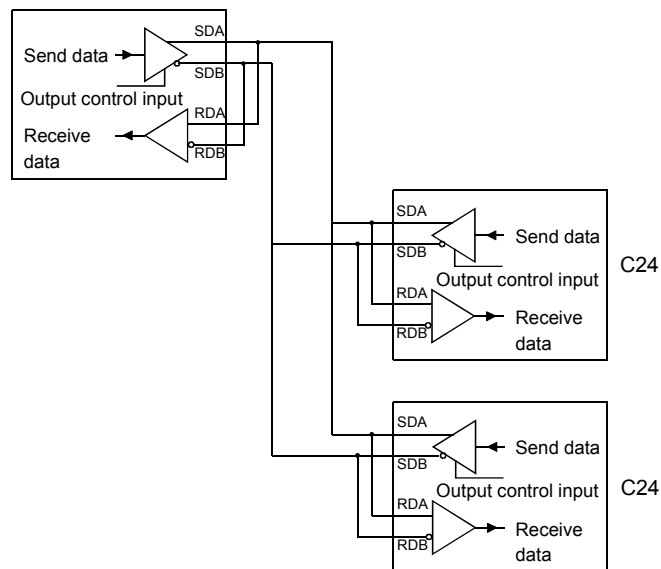 SDA
Send data
SDB
Output control input
RDA
Receive
data
RDB
SDA
Send data
SDB
C24
Output control input
RDA
Receive
data
RDB
SDA
Send data
SDB
C24
Output control input
RDA
Receive
data
RDB